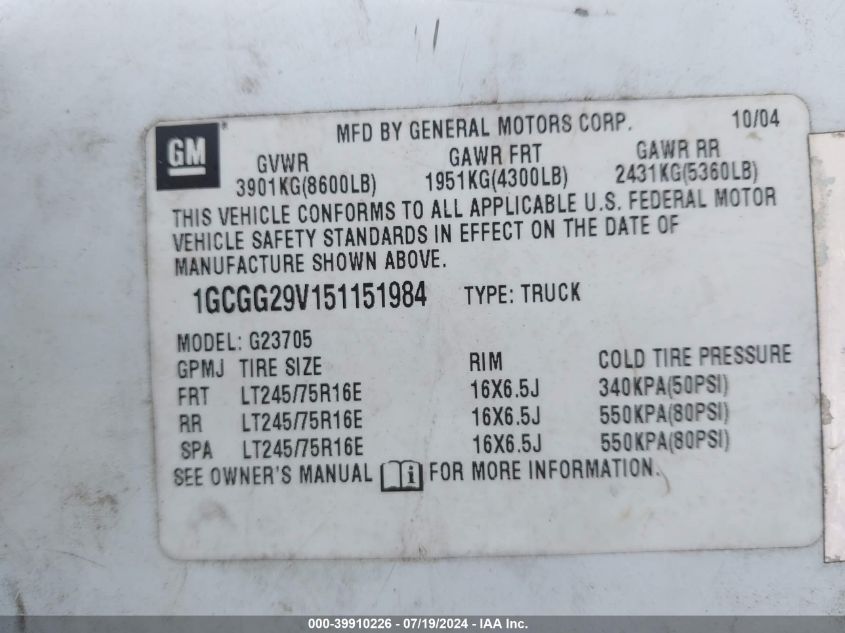 GM
MFD BY GENERAL MOTORS CORP. 10/04
GVWR GAWR FRT GAWR RR
3901KG(8600LB) 1951KG(4300LB) 2431KG(5360LB)
THIS VEHICLE CONFORMS TO ALL APPLICABLE U.S. FEDERAL MOTOR
VEHICLE SAFETY STANDARDS IN EFFECT ON THE DATE OF
MANUFACTURE SHOWN ABOVE.
1GCGG29V151151984 TYPE: TRUCK
MODEL: G23705
GPMJ TIRE SIZE RIM COLD TIRE PRESSURE
FRT LT245/75R16E 16X6.5J 340KPA(50PSI)
RR LT245/75R16E 16X6.5J 550KPA(80PSI)
SPA LT245/75R16E 16X6.5J 550KPA(80PSI)
SEE OWNER'S MANUAL i FOR MORE INFORMATION.
000-39910226 - 07/19/2024 - IAA Inc.